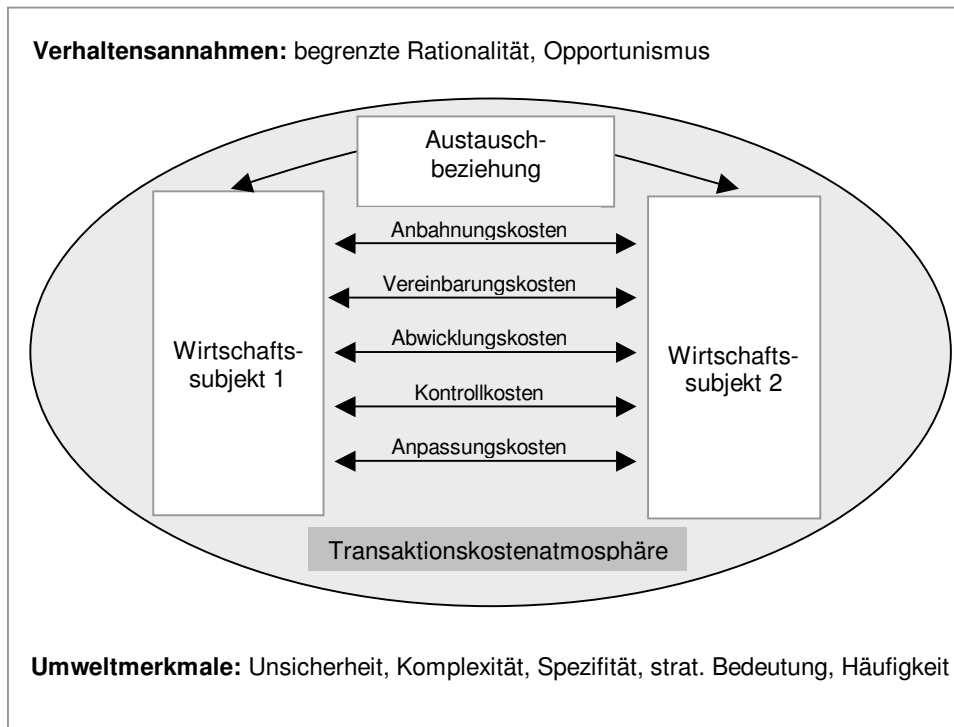 Verhaltensannahmen: begrenzte Rationalität, Opportunismus
Austausch-
beziehung
Anbahnungskosten
Vereinbarungskosten
Abwicklungskosten
Kontrollkosten
Anpassungskosten
Wirtschafts-
subjekt 1
Wirtschafts-
subjekt 2
Transaktionskostenatmosphäre
Umweltmerkmale: Unsicherheit, Komplexität, Spezifität, strat. Bedeutung, Häufigkeit